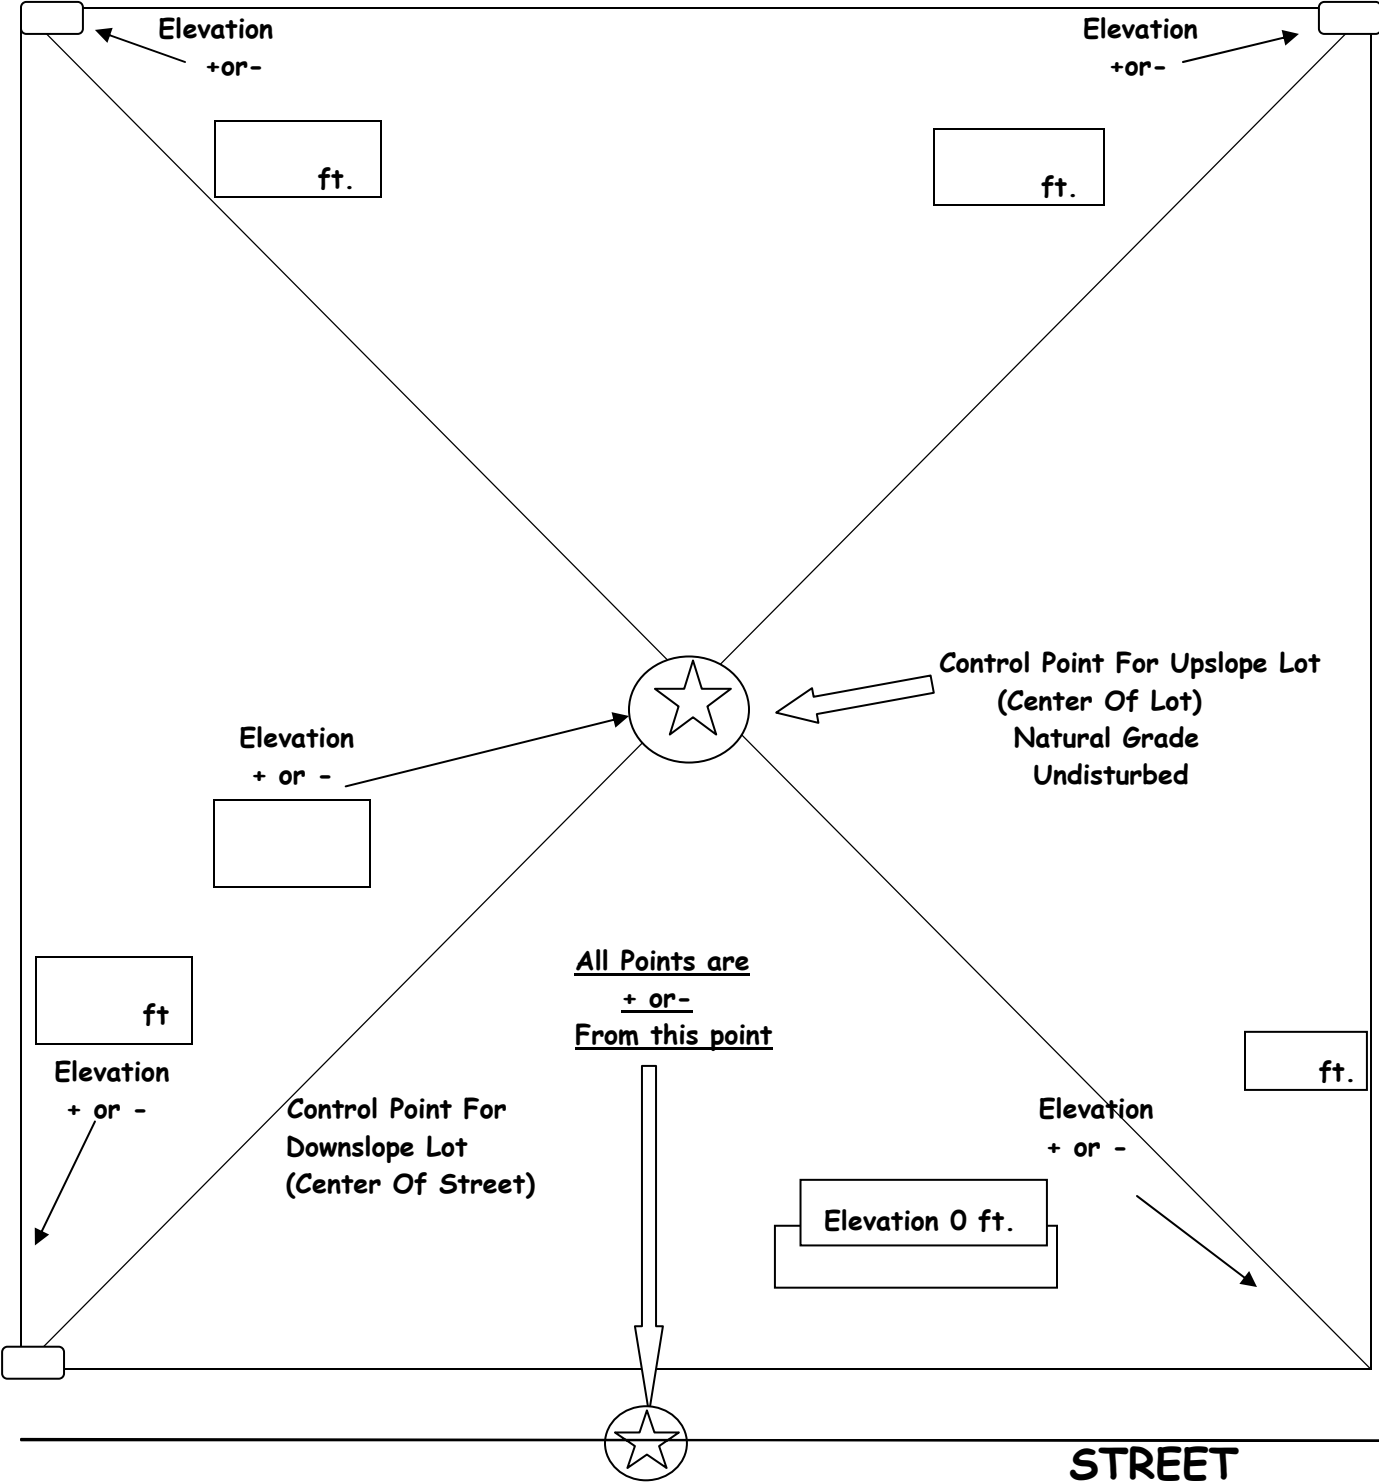 Elevation
+or-
ft.
Elevation
+or-
ft.
Control Point For Upslope Lot
(Center Of Lot)
Natural Grade
Undisturbed
Elevation
+ or -
All Points are
+ or-
From this point
ft
Elevation
+ or -
Control Point For
Downslope Lot
(Center Of Street)
ft.
Elevation
+ or -
Elevation 0 ft.
STREET